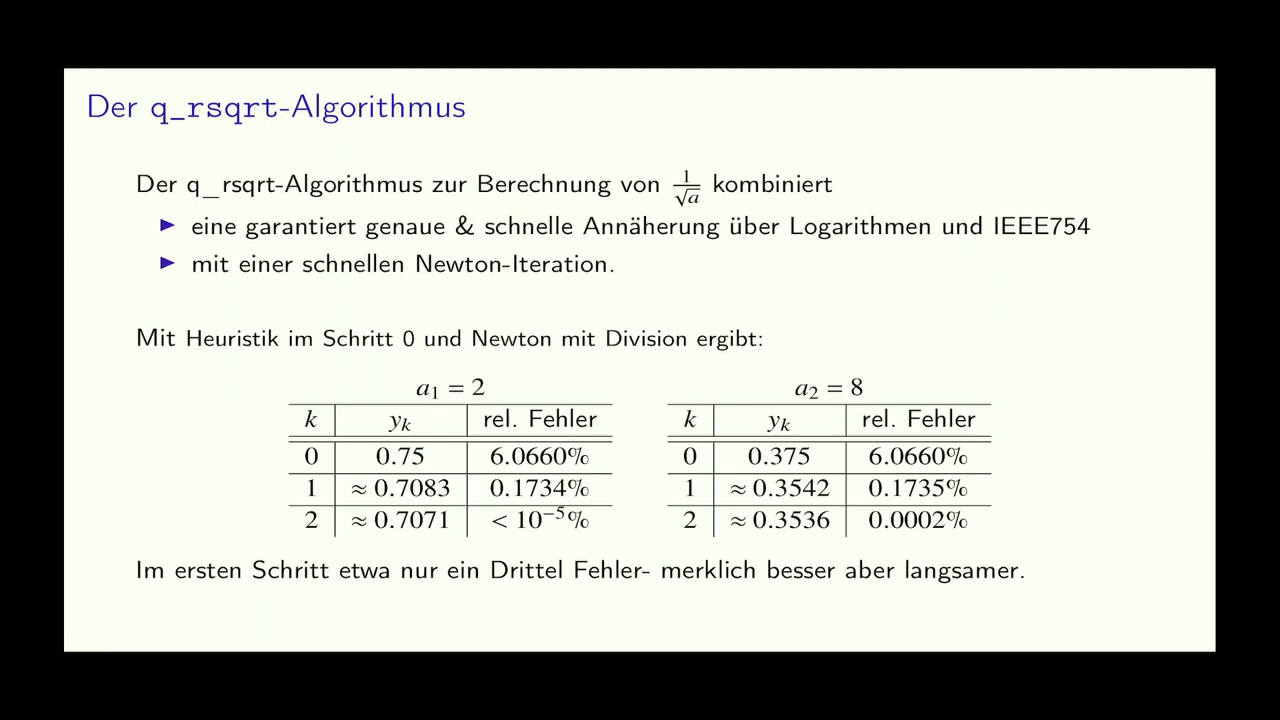 Der q_rsqrt-Algorithmus
Der q_rsqrt-Algorithmus zur Berechnung von 1/√a kombiniert
▶ eine garantiert genaue & schnelle Annäherung über Logarithmen und IEEE754
▶ mit einer schnellen Newton-Iteration.
Mit Heuristik im Schritt 0 und Newton mit Division ergibt:
a₁ = 2
k yₖ rel. Fehler
0 0.75 6.0660%
1 ≈ 0.7083 0.1734%
2 ≈ 0.7071 < 10⁻⁵%
a₂ = 8
k yₖ rel. Fehler
0 0.375 6.0660%
1 ≈ 0.3542 0.1735%
2 ≈ 0.3536 0.0002%
Im ersten Schritt etwa nur ein Drittel Fehler- merklich besser aber langsamer.